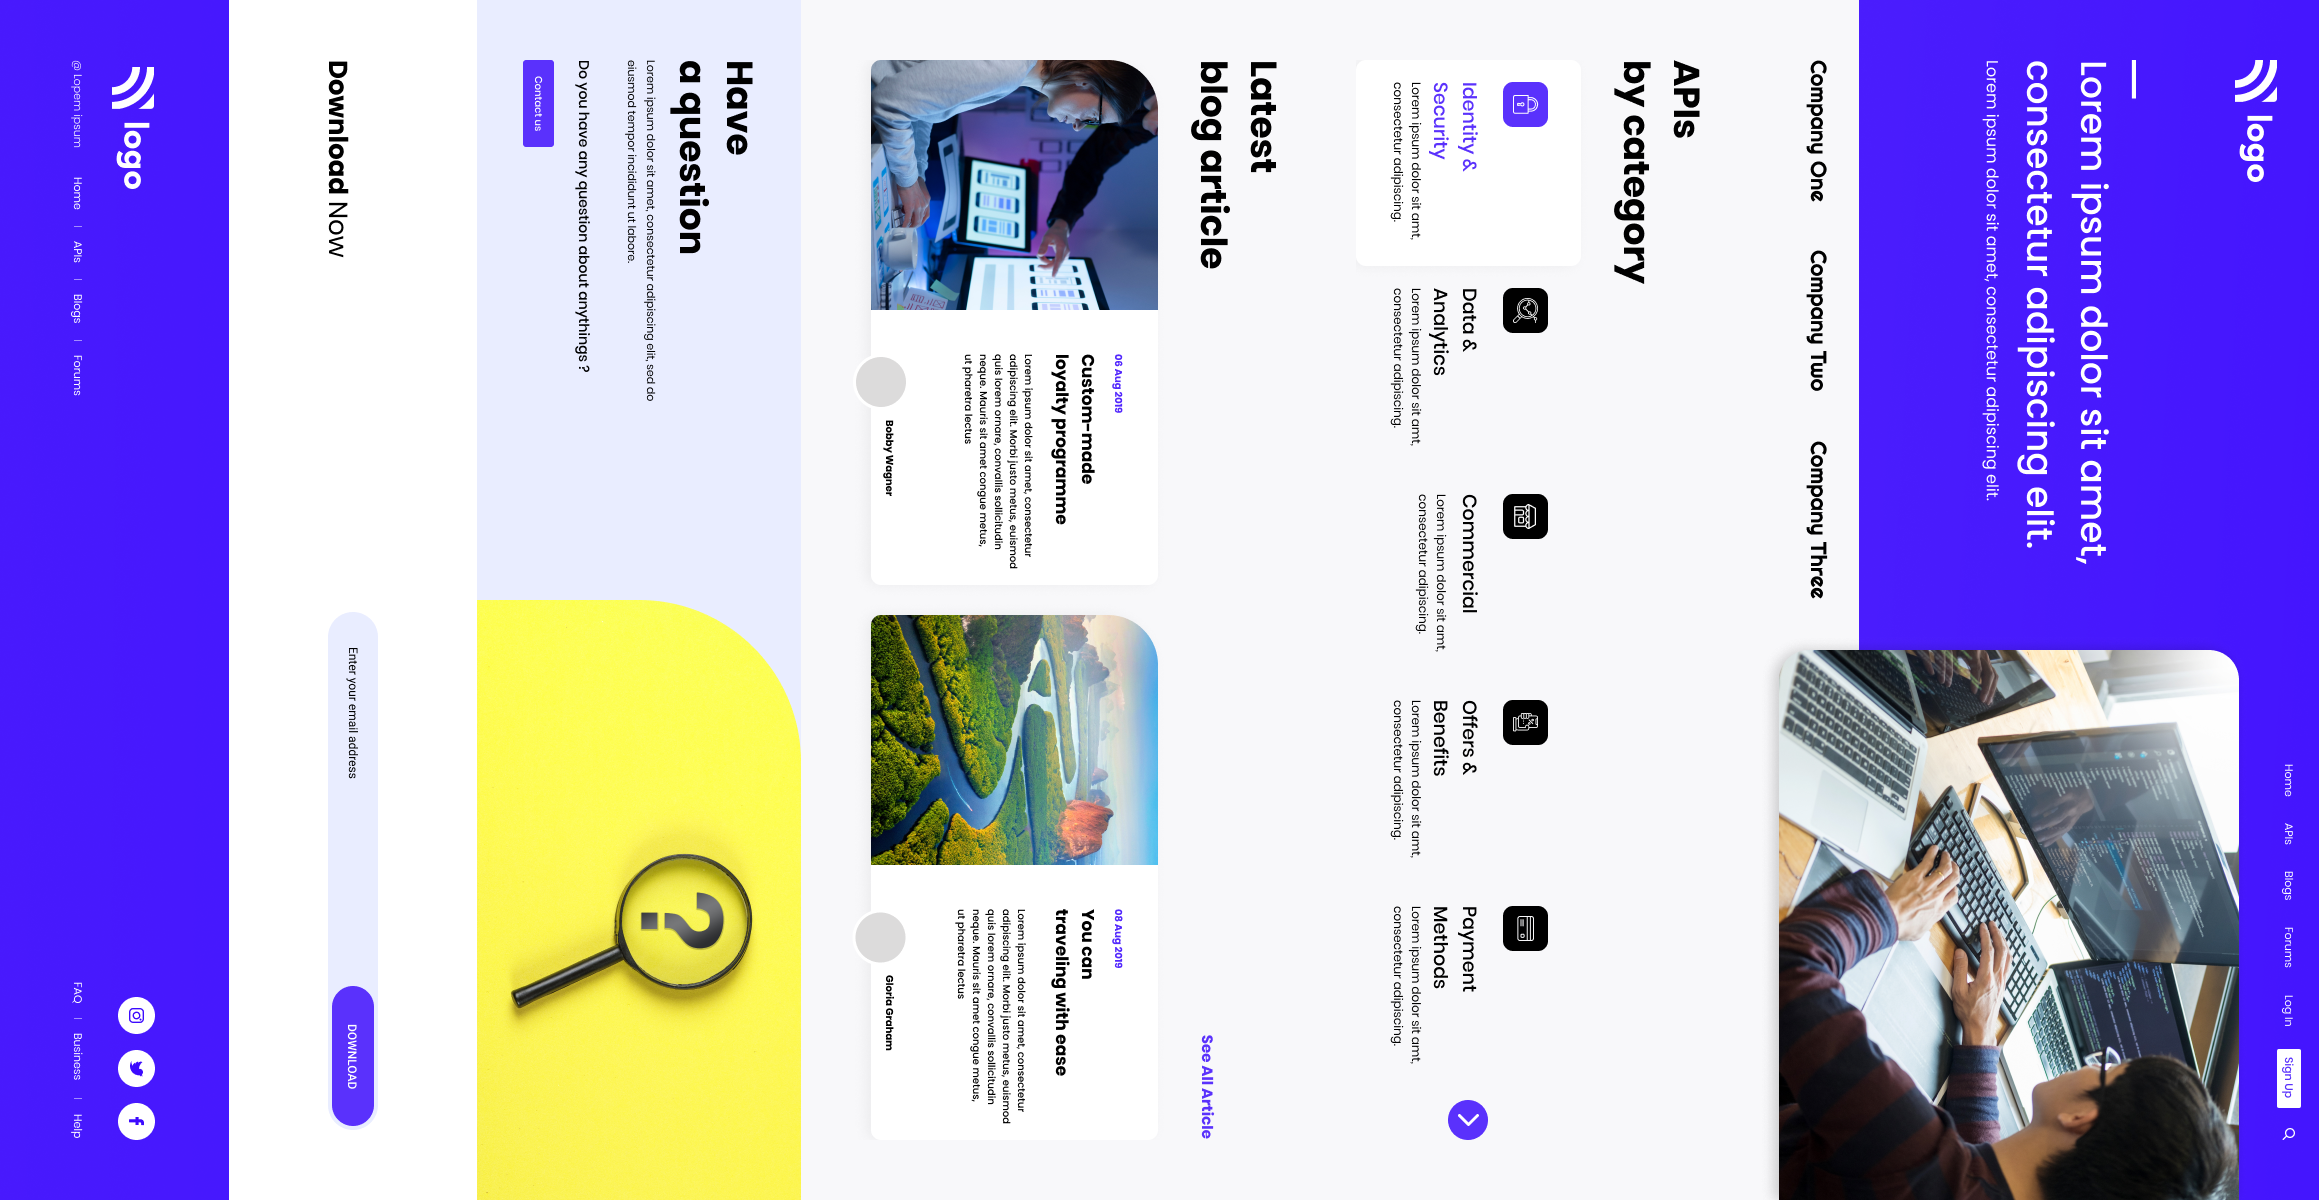 Home APIs Blogs Forums Log In Sign Up
logo
Lorem ipsum dolor sit amet,
consectetur adipiscing elit.
Lorem ipsum dolor sit amet, consectetur adipiscing elit.
Company One Company Two Company Three
APIs
by category
Identity &
Security
Lorem ipsum dolor sit amt,
consectetur adipiscing.
Data &
Analytics
Lorem ipsum dolor sit amt,
consectetur adipiscing.
Commercial
Lorem ipsum dolor sit amt,
consectetur adipiscing.
Offers &
Benefits
Lorem ipsum dolor sit amt,
consectetur adipiscing.
Payment
Methods
Lorem ipsum dolor sit amt,
consectetur adipiscing.
Latest
blog article
See All Article
06 Aug 2019
Custom-made
loyalty programme
Lorem ipsum dolor sit amet, consectetur
adipiscing elit. Morbi justo metus, euismod
quis lorem ornare, convallis sollicitudin
neque. Mauris sit amet congue metus,
ut pharetra lectus
Bobby Wagner
08 Aug 2019
You can
traveling with ease
Lorem ipsum dolor sit amet, consectetur
adipiscing elit. Morbi justo metus, euismod
quis lorem ornare, convallis sollicitudin
neque. Mauris sit amet congue metus,
ut pharetra lectus
Gloria Graham
Have
a question
Lorem ipsum dolor sit amet, consectetur adipiscing elit, sed do
eiusmod tempor incididunt ut labore.
Do you have any question about anythings ?
Contact us
?
Download NOW
Enter your email address
DOWNLOAD
logo
@ Lopem ipsum Home | APIs | Blogs | Forums
FAQ | Business | Help